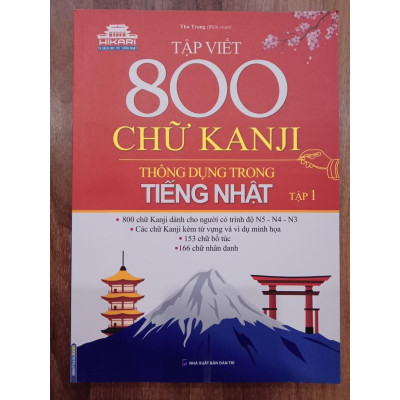 Thu Trang (Biên soạn)
HIKARI
TẬP VIẾT
800
CHỮ KANJI
THÔNG DỤNG TRONG
TIẾNG NHẬT
TẬP 1
• 800 chữ Kanji dành cho người có trình độ N5 - N4 - N3
• Các chữ Kanji kèm từ vựng và ví dụ minh họa
• 153 chữ bổ túc
• 166 chữ nhân danh
NHÀ XUẤT BẢN DÂN TRÍ